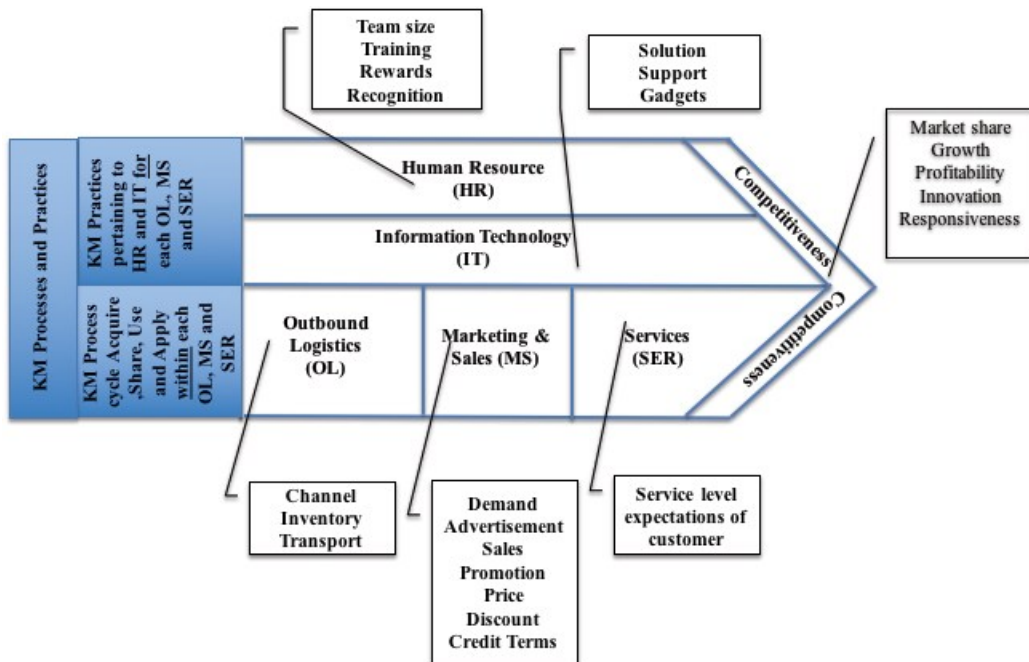 Team size
Training
Rewards
Recognition
Solution
Support
Gadgets
Market share
Growth
Profitability
Innovation
Responsiveness
KM Processes and Practices
KM Practices
pertaining to
HR and IT for
each OL, MS
and SER
KM Process
cycle Acquire
,Share, Use
and Apply
within each
OL, MS and
SER
Human Resource
(HR)
Information Technology
(IT)
Outbound
Logistics
(OL)
Marketing &
Sales (MS)
Services
(SER)
Competitiveness
Competitiveness
Channel
Inventory
Transport
Demand
Advertisement
Sales
Promotion
Price
Discount
Credit Terms
Service level
expectations of
customer